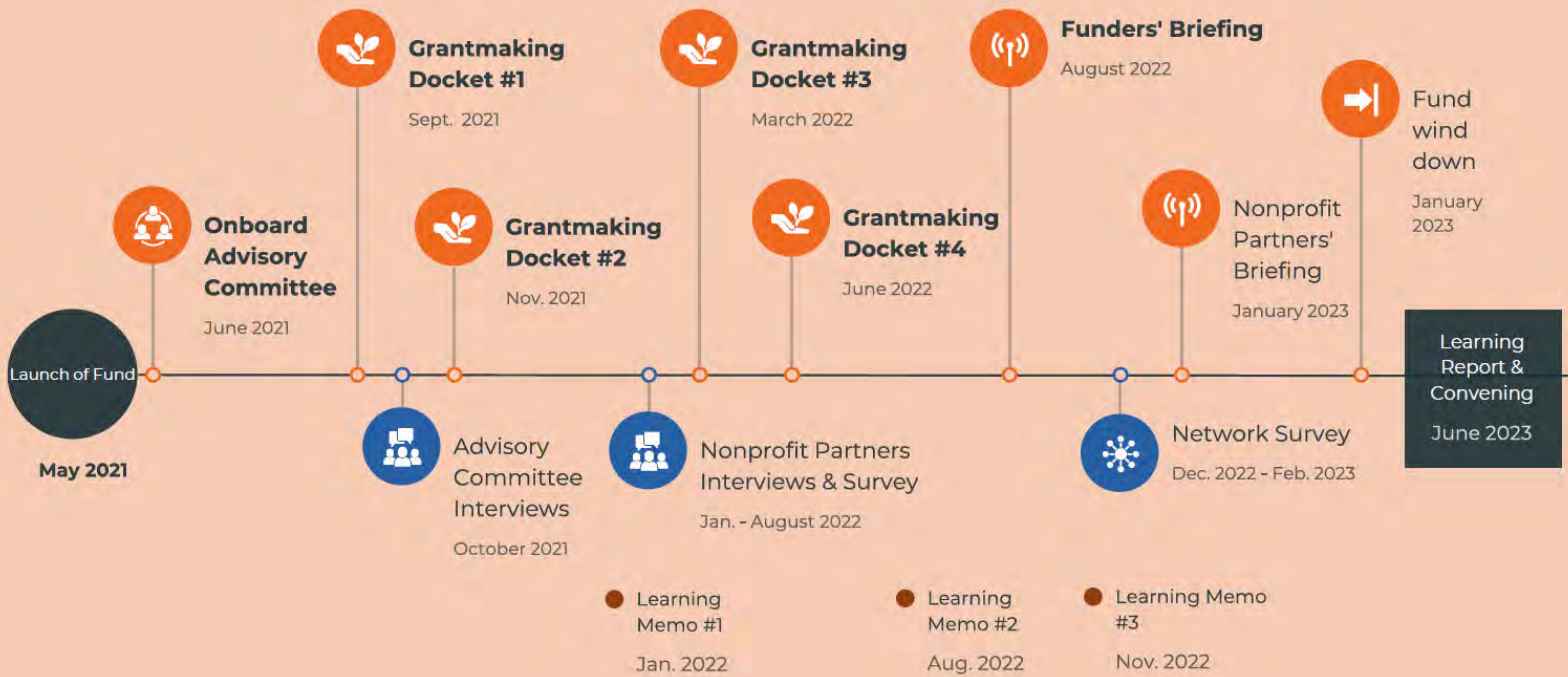 Launch of Fund
May 2021
Onboard
Advisory
Committee
June 2021
Grantmaking
Docket #1
Sept. 2021
Advisory
Committee
Interviews
October 2021
Grantmaking
Docket #2
Nov. 2021
Nonprofit Partners
Interviews & Survey
Jan. - August 2022
Grantmaking
Docket #3
March 2022
Grantmaking
Docket #4
June 2022
Funders' Briefing
August 2022
Network Survey
Dec. 2022 - Feb. 2023
Nonprofit
Partners'
Briefing
January 2023
Fund
wind
down
January
2023
Learning
Report &
Convening
June 2023
Learning
Memo #1
Jan. 2022
Learning
Memo #2
Aug. 2022
Learning Memo
#3
Nov. 2022